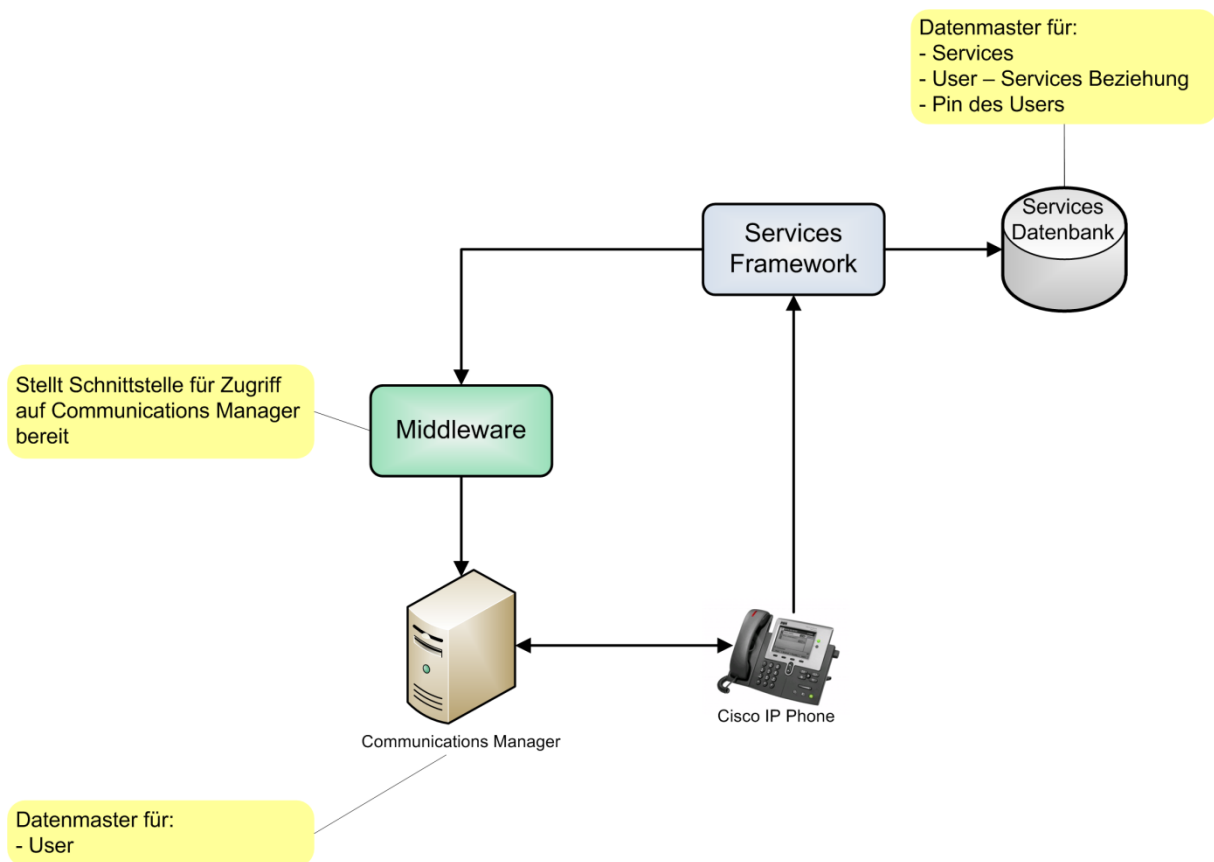 Datenmaster für:
- Services
- User – Services Beziehung
- Pin des Users
Services
Datenbank
Services
Framework
Stellt Schnittstelle für Zugriff
auf Communications Manager
bereit
Middleware
Cisco IP Phone
Communications Manager
Datenmaster für:
- User